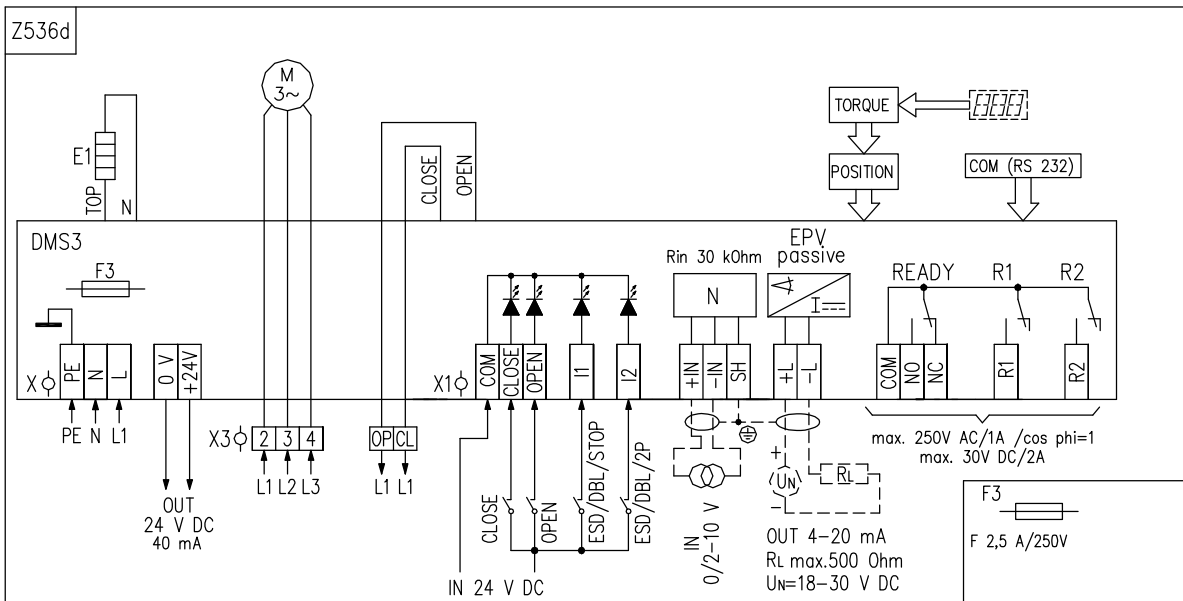 Z536d
M
3~
TORQUE
E1
TOP
N
CLOSE
OPEN
POSITION
COM (RS 232)
DMS3
F3
Rin 30 kOhm
N
EPV
passive
I
READY
R1
R2
X
PE
N
L
0 V
+24V
X1
COM
CLOSE
OPEN
I1
I2
+IN
-IN
SH
+L
-L
COM
NO
NC
R1
R2
PE N L1
X3
2
3
4
OP
CL
L1 L2 L3
L1 L1
OUT
24 V DC
40 mA
CLOSE
OPEN
ESD/DBL/STOP
ESD/DBL/2P
IN 24 V DC
IN
0/2-10 V
+
UN
-
RL
OUT 4-20 mA
RL max.500 Ohm
UN=18-30 V DC
max. 250V AC/1A /cos phi=1
max. 30V DC/2A
F3
F 2,5 A/250V